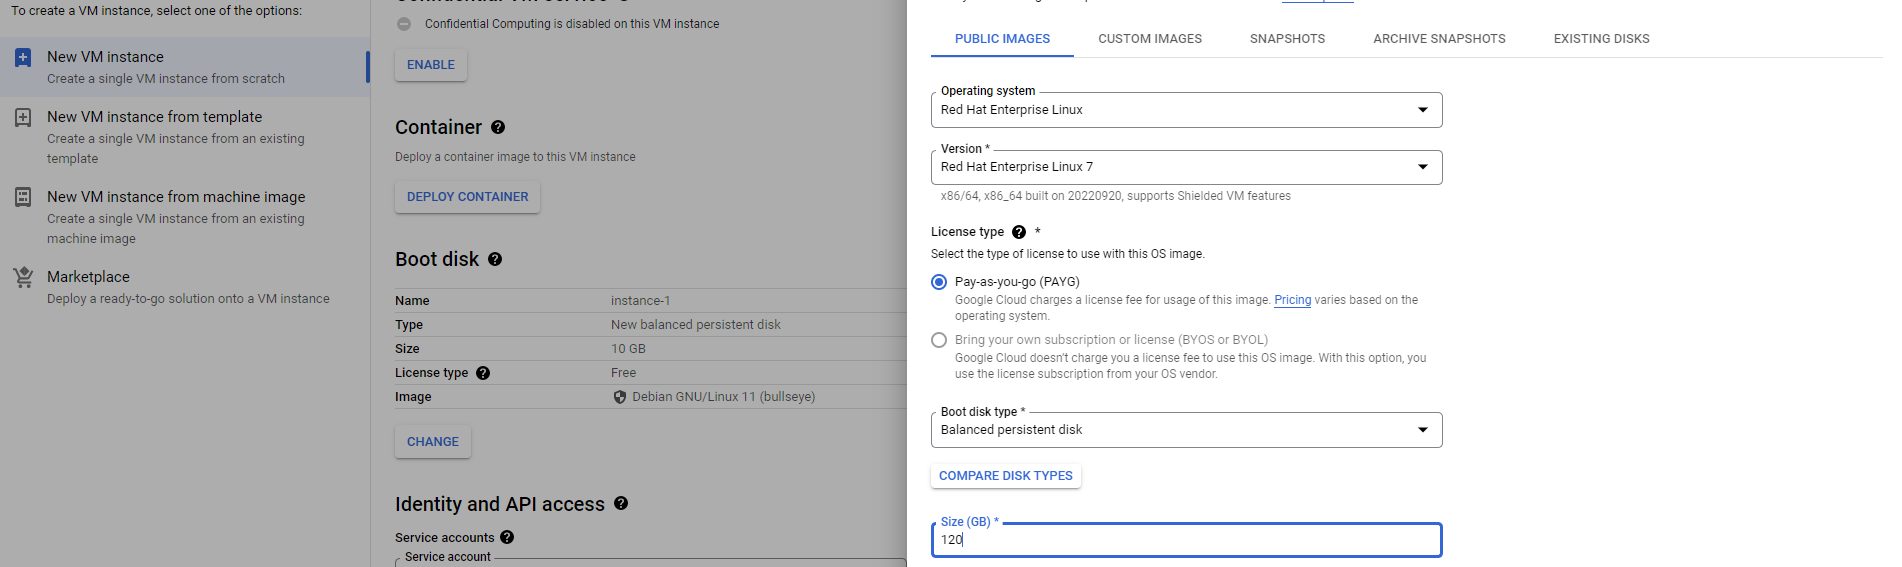 To create a VM instance, select one of the options:
New VM instance
Create a single VM instance from scratch
New VM instance from template
Create a single VM instance from an existing
template
New VM instance from machine image
Create a single VM instance from an existing
machine image
Marketplace
Deploy a ready-to-go solution onto a VM instance
Confidential Computing is disabled on this VM instance
ENABLE
Container
Deploy a container image to this VM instance
DEPLOY CONTAINER
Boot disk
Name instance-1
Type New balanced persistent disk
Size 10 GB
License type Free
Image Debian GNU/Linux 11 (bullseye)
CHANGE
Identity and API access
Service accounts
Service account
PUBLIC IMAGES CUSTOM IMAGES SNAPSHOTS ARCHIVE SNAPSHOTS EXISTING DISKS
Operating system
Red Hat Enterprise Linux
Version *
Red Hat Enterprise Linux 7
x86/64, x86_64 built on 20220920, supports Shielded VM features
License type *
Select the type of license to use with this OS image.
Pay-as-you-go (PAYG)
Google Cloud charges a license fee for usage of this image. Pricing varies based on the
operating system.
Bring your own subscription or license (BYOS or BYOL)
Google Cloud doesn't charge you a license fee to use this OS image. With this option, you
use the license subscription from your OS vendor.
Boot disk type *
Balanced persistent disk
COMPARE DISK TYPES
Size (GB) *
120